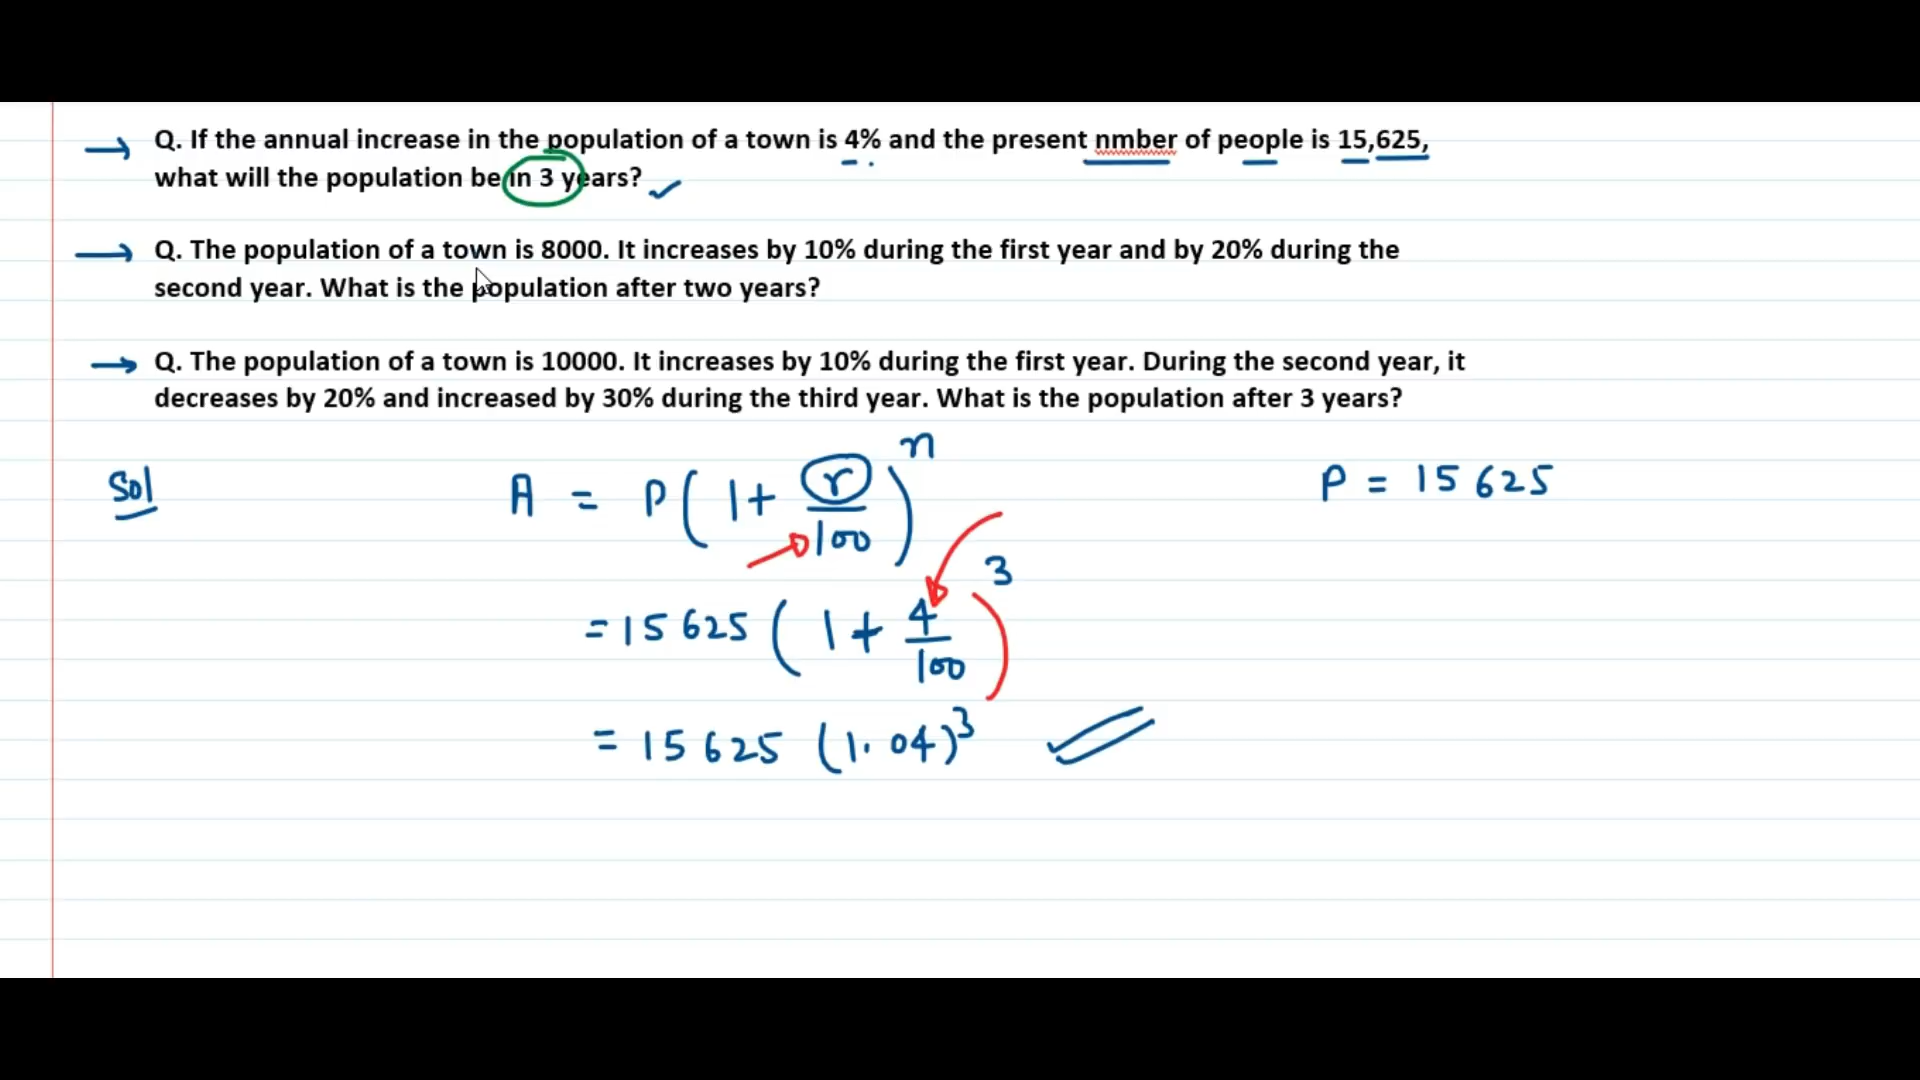 Q. If the annual increase in the population of a town is 4% and the present nmber of people is 15,625,
what will the population be in 3 years?
Q. The population of a town is 8000. It increases by 10% during the first year and by 20% during the
second year. What is the population after two years?
Q. The population of a town is 10000. It increases by 10% during the first year. During the second year, it
decreases by 20% and increased by 30% during the third year. What is the population after 3 years?
Sol
A = P(1+r/100)^n
P = 15625
=15625(1+4/100)^3
=15625(1.04)^3